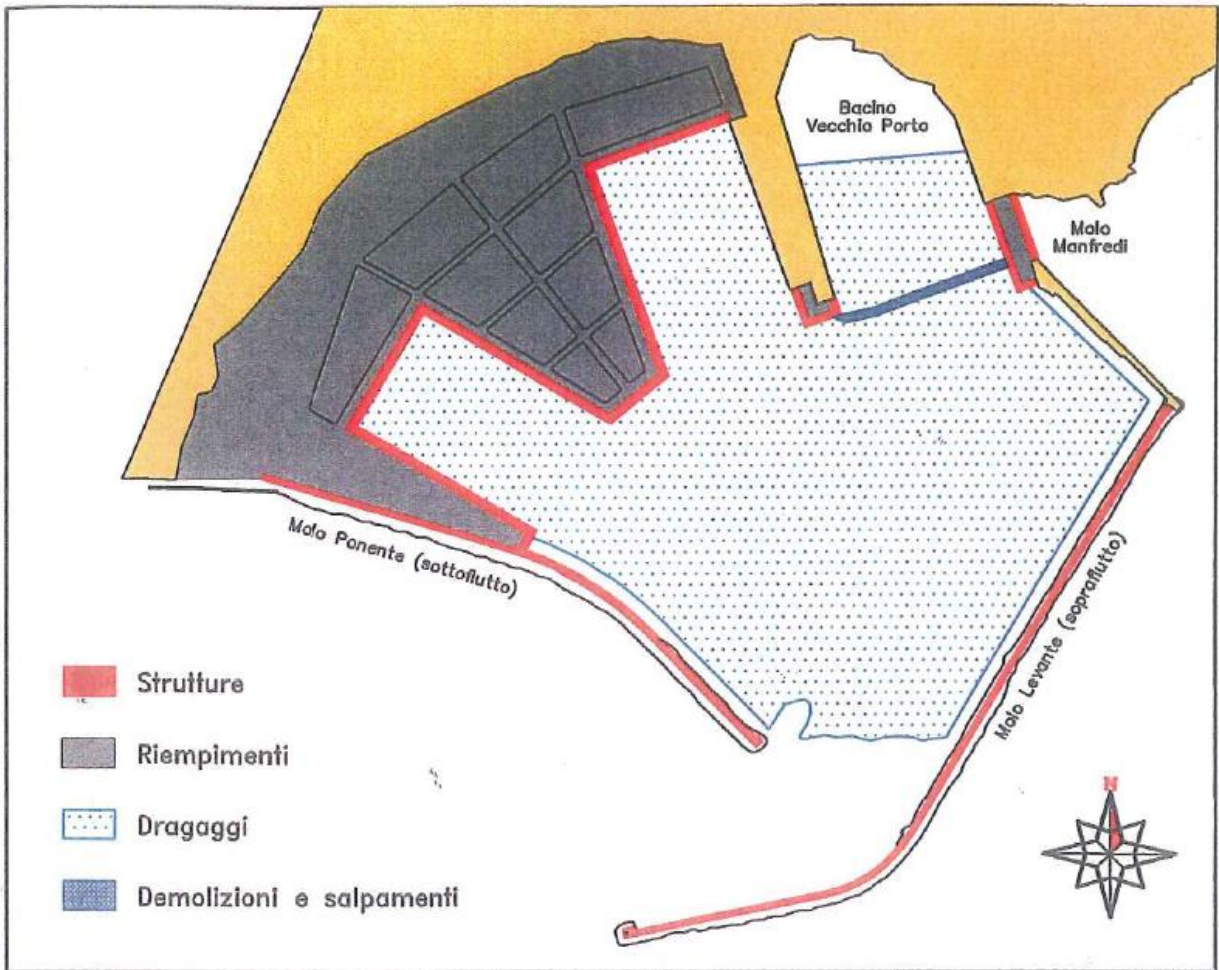 Bacino
Vecchio Porto
Molo
Manfredi
Molo Ponente (sottoflutto)
Molo Levante (sopraflutto)
Strutture
Riempimenti
Dragaggi
Demolizioni e salpamenti
N